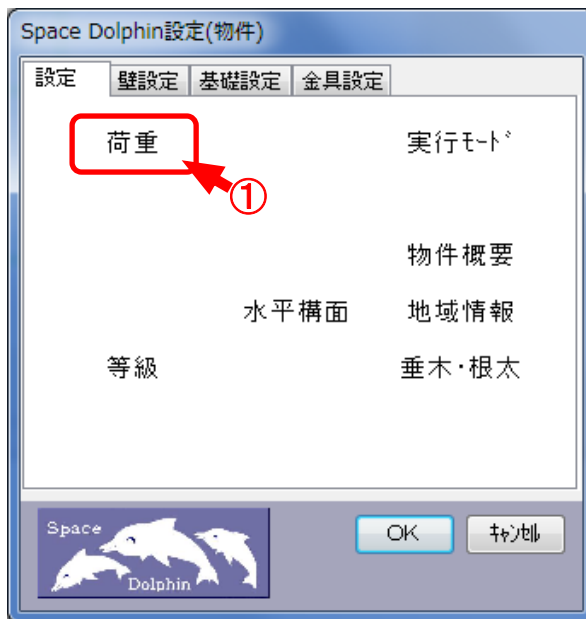 Space Dolphin設定(物件)
設定 壁設定 基礎設定 金具設定
荷重 実行ﾓｰﾄﾞ
①
物件概要
水平構面 地域情報
等級 垂木・根太
Space
Dolphin
OK ｷｬﾝｾﾙ